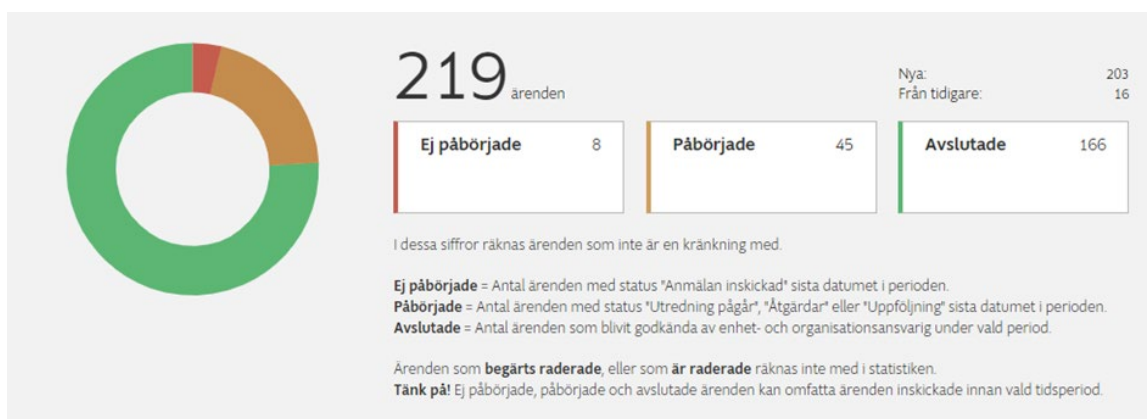 219 ärenden
Nya: 203
Från tidigare: 16
Ej påbörjade 8
Påbörjade 45
Avslutade 166
I dessa siffror räknas ärenden som inte är en kränkning med.
Ej påbörjade = Antal ärenden med status "Anmälan inskickad" sista datumet i perioden.
Påbörjade = Antal ärenden med status "Utredning pågår", "Åtgärdar" eller "Uppföljning" sista datumet i perioden.
Avslutade = Antal ärenden som blivit godkända av enhet- och organisationsansvarig under vald period.
Ärenden som begärts raderade, eller som är raderade räknas inte med i statistiken.
Tänk på! Ej påbörjade, påbörjade och avslutade ärenden kan omfatta ärenden inskickade innan vald tidsperiod.